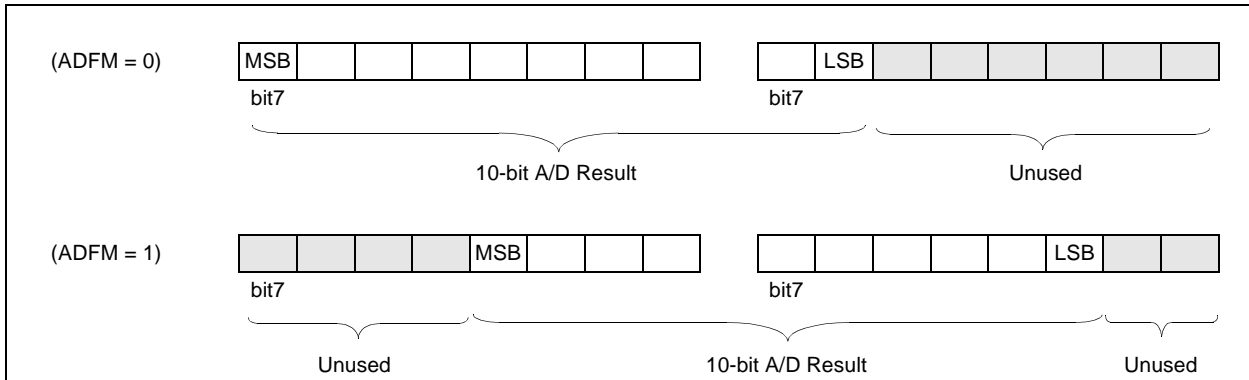 (ADFM = 0) MSB LSB
bit7 bit7
10-bit A/D Result Unused
(ADFM = 1) MSB LSB
bit7 bit7
Unused 10-bit A/D Result Unused